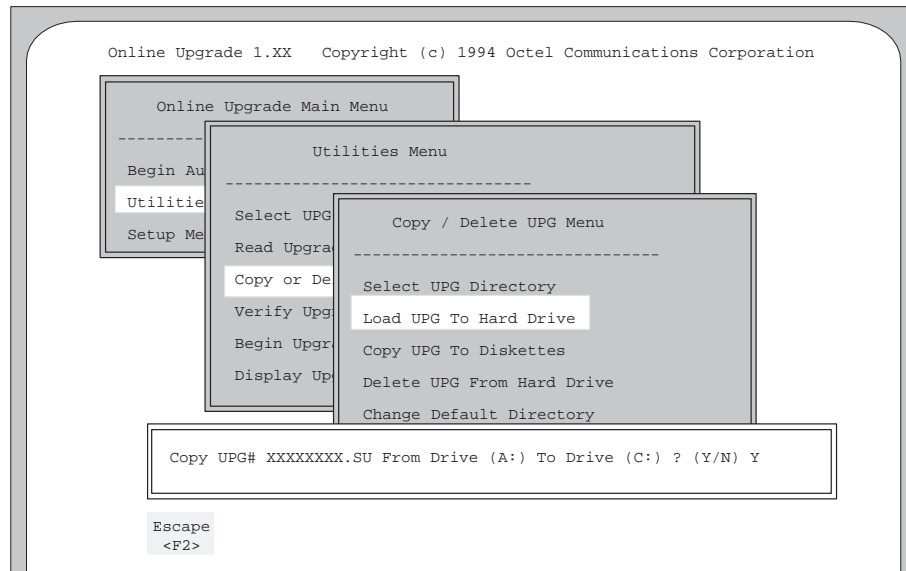 Online Upgrade 1.XX   Copyright (c) 1994 Octel Communications Corporation
Online Upgrade Main Menu
----------
Begin Au
Utilitie
Setup Me
Utilities Menu
--------------------------------
Select UPG
Read Upgra
Copy or De
Verify Upg
Begin Upgr
Display Up
Copy / Delete UPG Menu
--------------------------------
Select UPG Directory
Load UPG To Hard Drive
Copy UPG To Diskettes
Delete UPG From Hard Drive
Change Default Directory
Copy UPG# XXXXXXXX.SU From Drive (A:) To Drive (C:) ? (Y/N) Y
Escape
<F2>